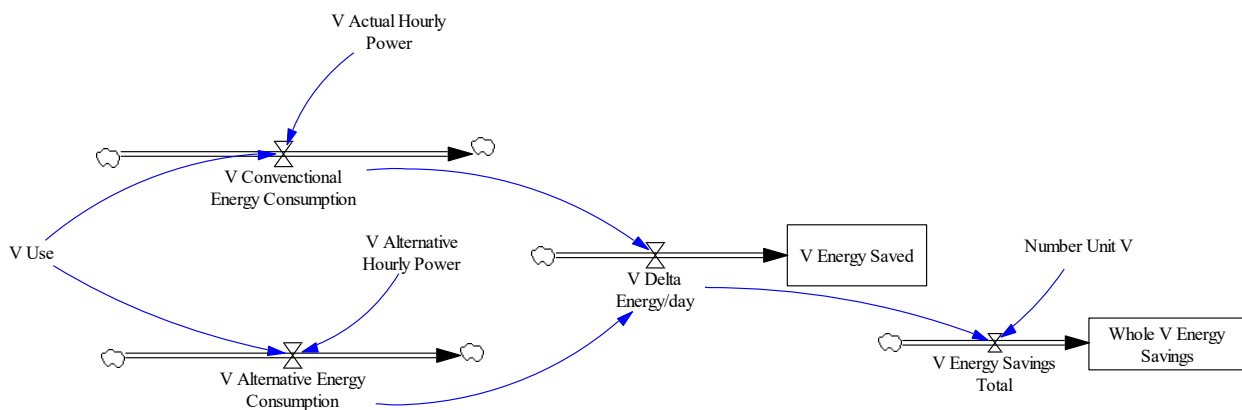 V Actual Hourly
Power
V Convenctional
Energy Consumption
V Use
V Alternative
Hourly Power
V Alternative Energy
Consumption
V Delta
Energy/day
V Energy Saved
Number Unit V
V Energy Savings
Total
Whole V Energy
Savings